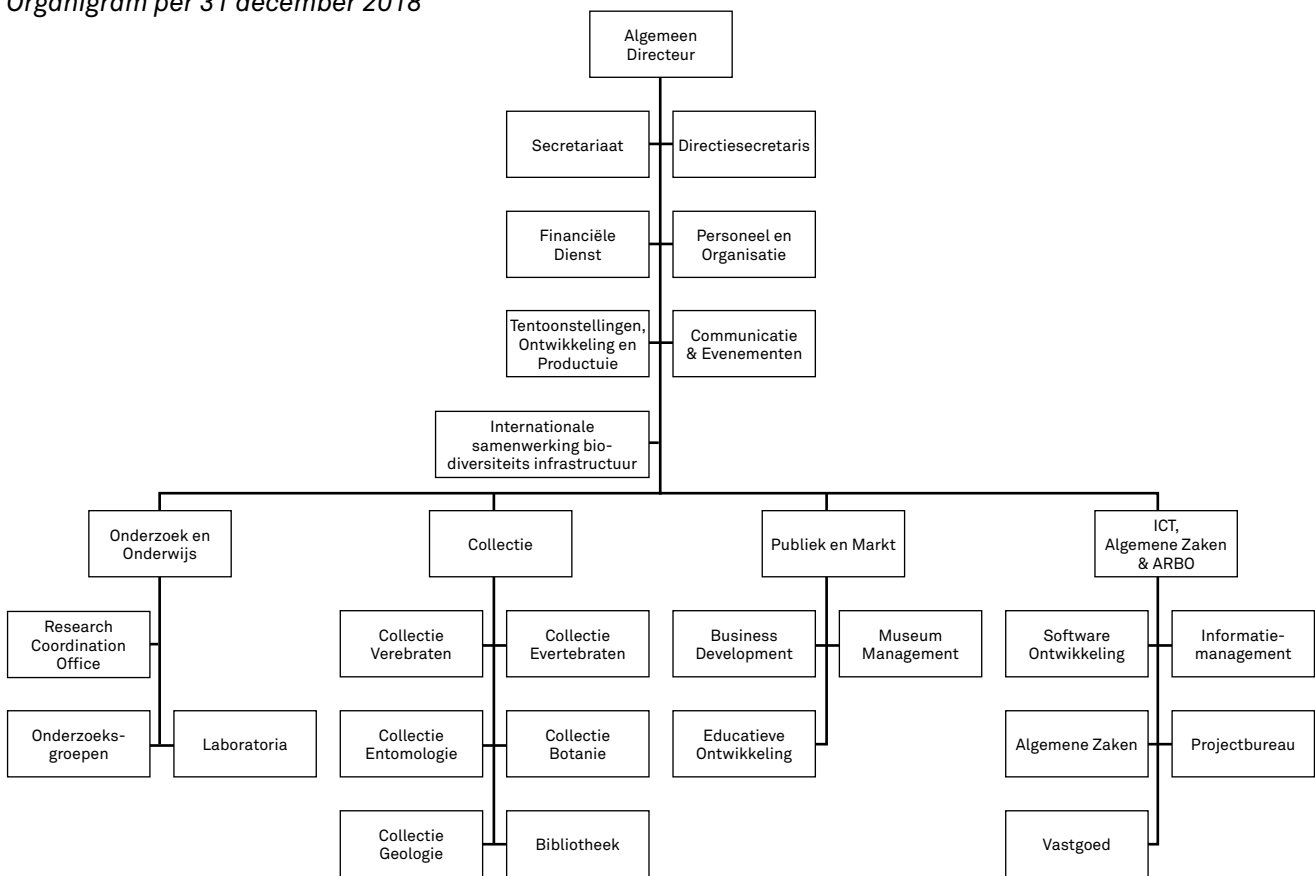 Organigram per 31 december 2018
Algemeen
Directeur
Secretariaat
Directiesecretaris
Financiële
Dienst
Personeel en
Organisatie
Tentoonstellingen,
Ontwikkeling en
Productuie
Communicatie
& Evenementen
Internationale
samenwerking bio-
diversiteits infrastructuur
Onderzoek en
Onderwijs
Collectie
Publiek en Markt
ICT,
Algemene Zaken
& ARBO
Research
Coordination
Office
Collectie
Verebraten
Collectie
Evertebraten
Business
Development
Museum
Management
Software
Ontwikkeling
Informatie-
management
Onderzoeks-
groepen
Laboratoria
Collectie
Entomologie
Collectie
Botanie
Educatieve
Ontwikkeling
Algemene Zaken
Projectbureau
Collectie
Geologie
Bibliotheek
Vastgoed